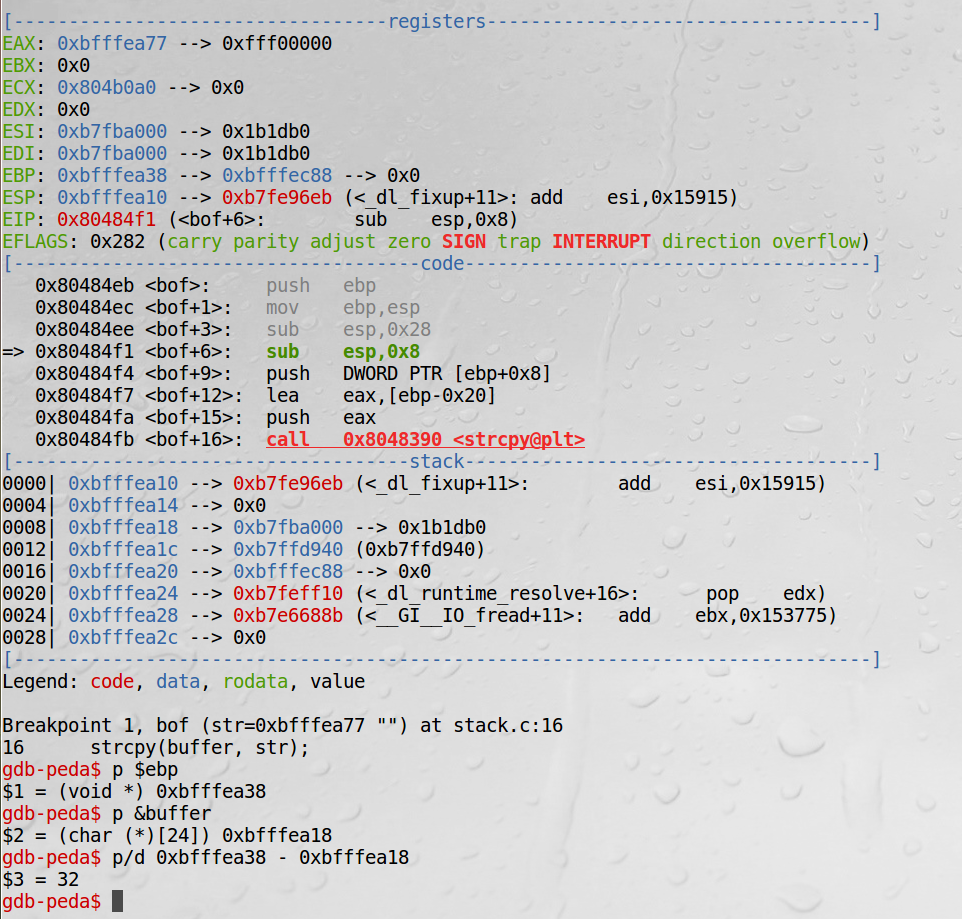 [----------------------------------registers-----------------------------------]
EAX: 0xbfffea77 --> 0xfff00000
EBX: 0x0
ECX: 0x804b0a0 --> 0x0
EDX: 0x0
ESI: 0xb7fba000 --> 0x1b1db0
EDI: 0xb7fba000 --> 0x1b1db0
EBP: 0xbfffea38 --> 0xbfffec88 --> 0x0
ESP: 0xbfffea10 --> 0xb7fe96eb (<_dl_fixup+11>: add    esi,0x15915)
EIP: 0x80484f1 (<bof+6>:        sub    esp,0x8)
EFLAGS: 0x282 (carry parity adjust zero SIGN trap INTERRUPT direction overflow)
[-------------------------------------code-------------------------------------]
   0x80484eb <bof>:     push   ebp
   0x80484ec <bof+1>:   mov    ebp,esp
   0x80484ee <bof+3>:   sub    esp,0x28
=> 0x80484f1 <bof+6>:   sub    esp,0x8
   0x80484f4 <bof+9>:   push   DWORD PTR [ebp+0x8]
   0x80484f7 <bof+12>:  lea    eax,[ebp-0x20]
   0x80484fa <bof+15>:  push   eax
   0x80484fb <bof+16>:  call   0x8048390 <strcpy@plt>
[------------------------------------stack-------------------------------------]
0000| 0xbfffea10 --> 0xb7fe96eb (<_dl_fixup+11>:        add    esi,0x15915)
0004| 0xbfffea14 --> 0x0
0008| 0xbfffea18 --> 0xb7fba000 --> 0x1b1db0
0012| 0xbfffea1c --> 0xb7ffd940 (0xb7ffd940)
0016| 0xbfffea20 --> 0xbfffec88 --> 0x0
0020| 0xbfffea24 --> 0xb7feff10 (<_dl_runtime_resolve+16>:      pop    edx)
0024| 0xbfffea28 --> 0xb7e6688b (<__GI__IO_fread+11>:   add    ebx,0x153775)
0028| 0xbfffea2c --> 0x0
[------------------------------------------------------------------------------]
Legend: code, data, rodata, value

Breakpoint 1, bof (str=0xbfffea77 "") at stack.c:16
16      strcpy(buffer, str);
gdb-peda$ p $ebp
$1 = (void *) 0xbfffea38
gdb-peda$ p &buffer
$2 = (char (*)[24]) 0xbfffea18
gdb-peda$ p/d 0xbfffea38 - 0xbfffea18
$3 = 32
gdb-peda$